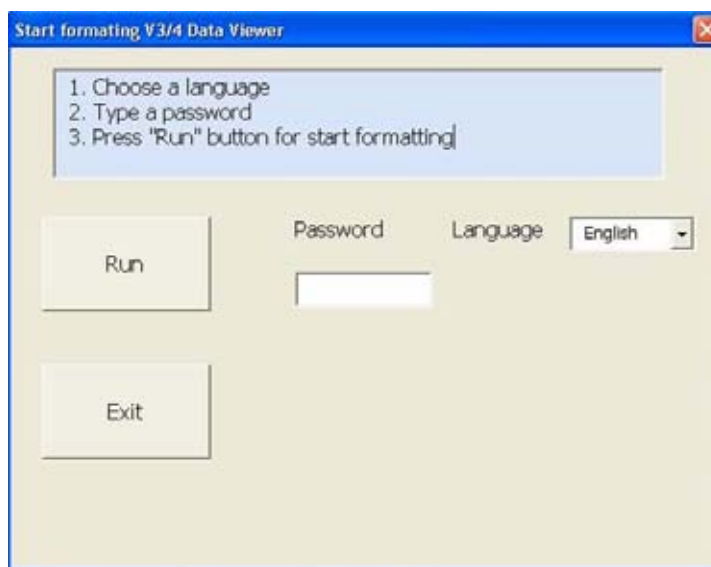 Start formating V3/4 Data Viewer
1. Choose a language
2. Type a password
3. Press "Run" button for start formatting
Password Language English
Run
Exit